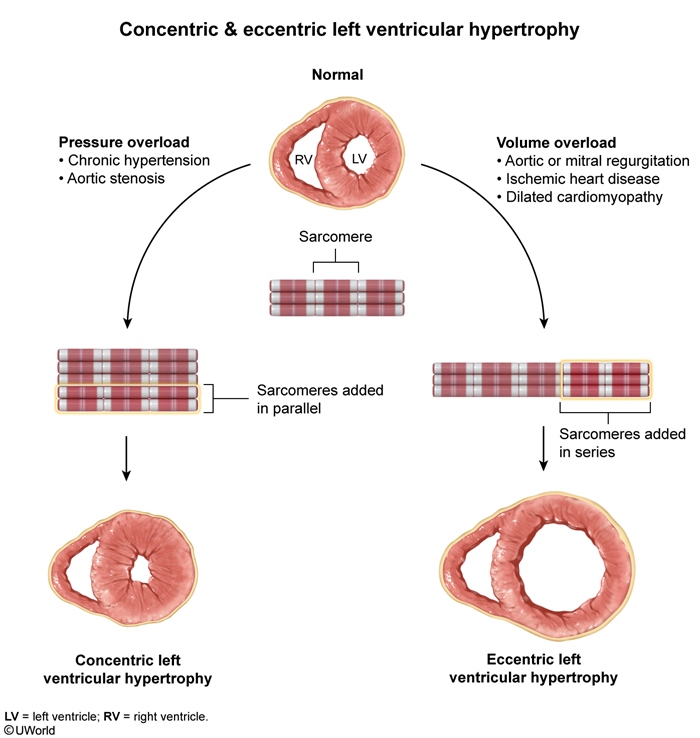 Concentric & eccentric left ventricular hypertrophy
Normal
Pressure overload
• Chronic hypertension
• Aortic stenosis
RV
LV
Volume overload
• Aortic or mitral regurgitation
• Ischemic heart disease
• Dilated cardiomyopathy
Sarcomere
Sarcomeres added
in parallel
Sarcomeres added
in series
Concentric left
ventricular hypertrophy
Eccentric left
ventricular hypertrophy
LV = left ventricle; RV = right ventricle.
©UWorld